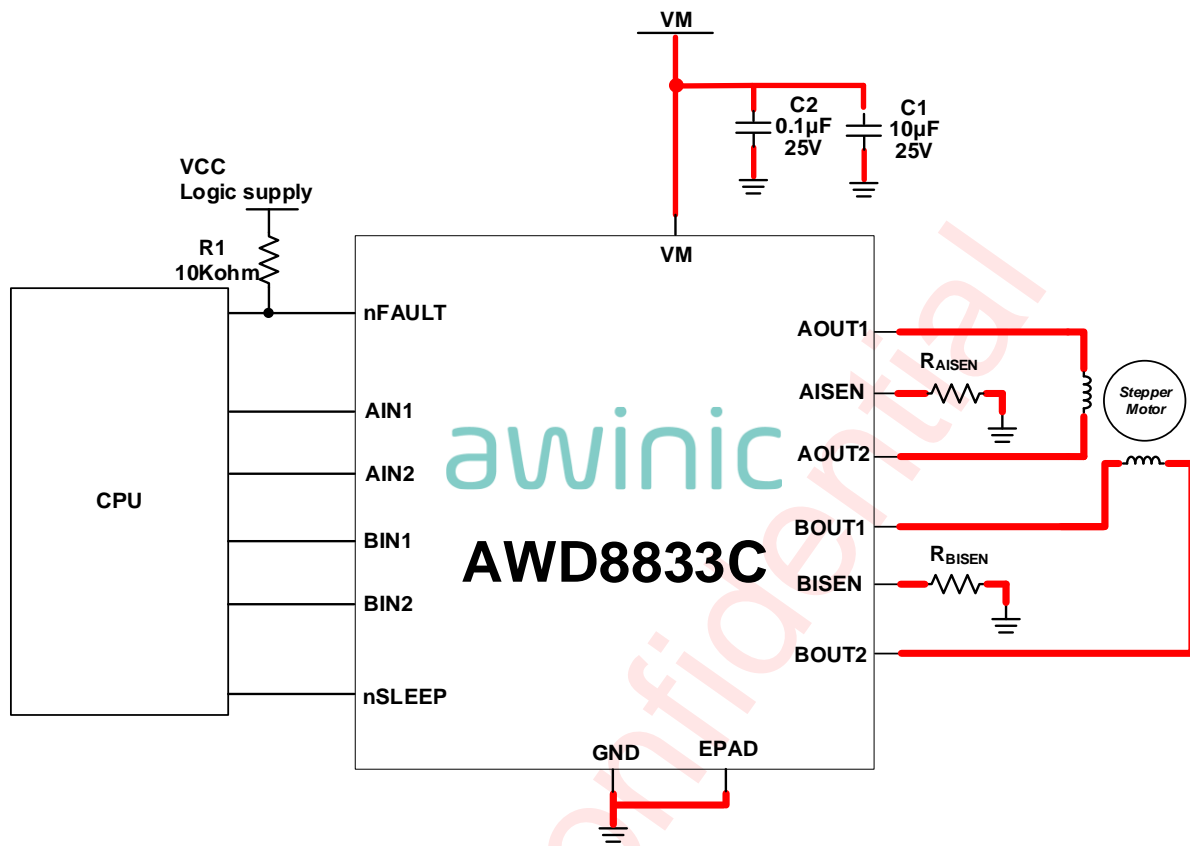 VM
C2
0.1µF
25V
C1
10µF
25V
VCC
Logic supply
R1
10Kohm
VM
nFAULT
AIN1
AIN2
BIN1
BIN2
nSLEEP
CPU
awinic
AWD8833C
AOUT1
AISEN
AOUT2
BOUT1
BISEN
BOUT2
RAISEN
RBISEN
Stepper
Motor
GND
EPAD
onfidential